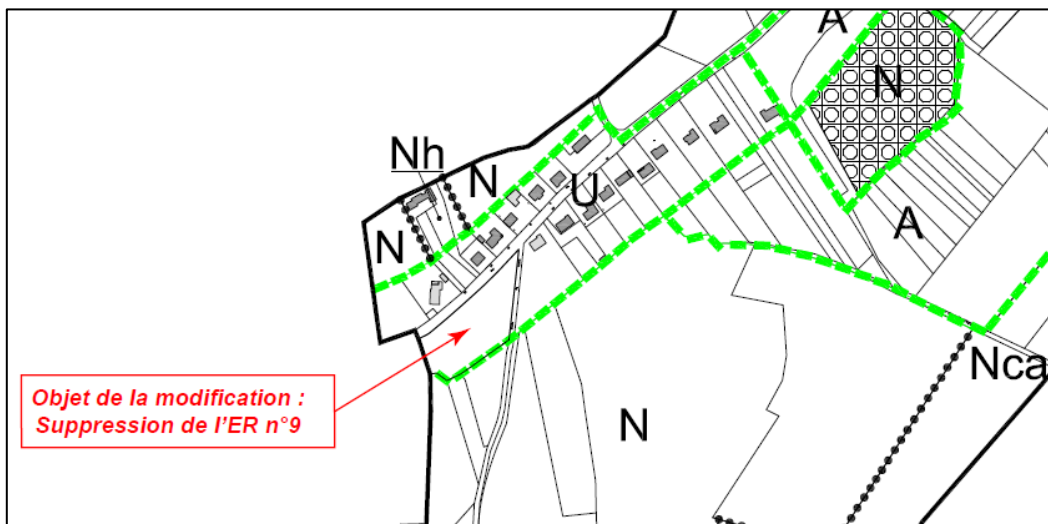 A
N
Nh
N
U
N
A
Nca
Objet de la modification :
Suppression de l'ER n°9
N